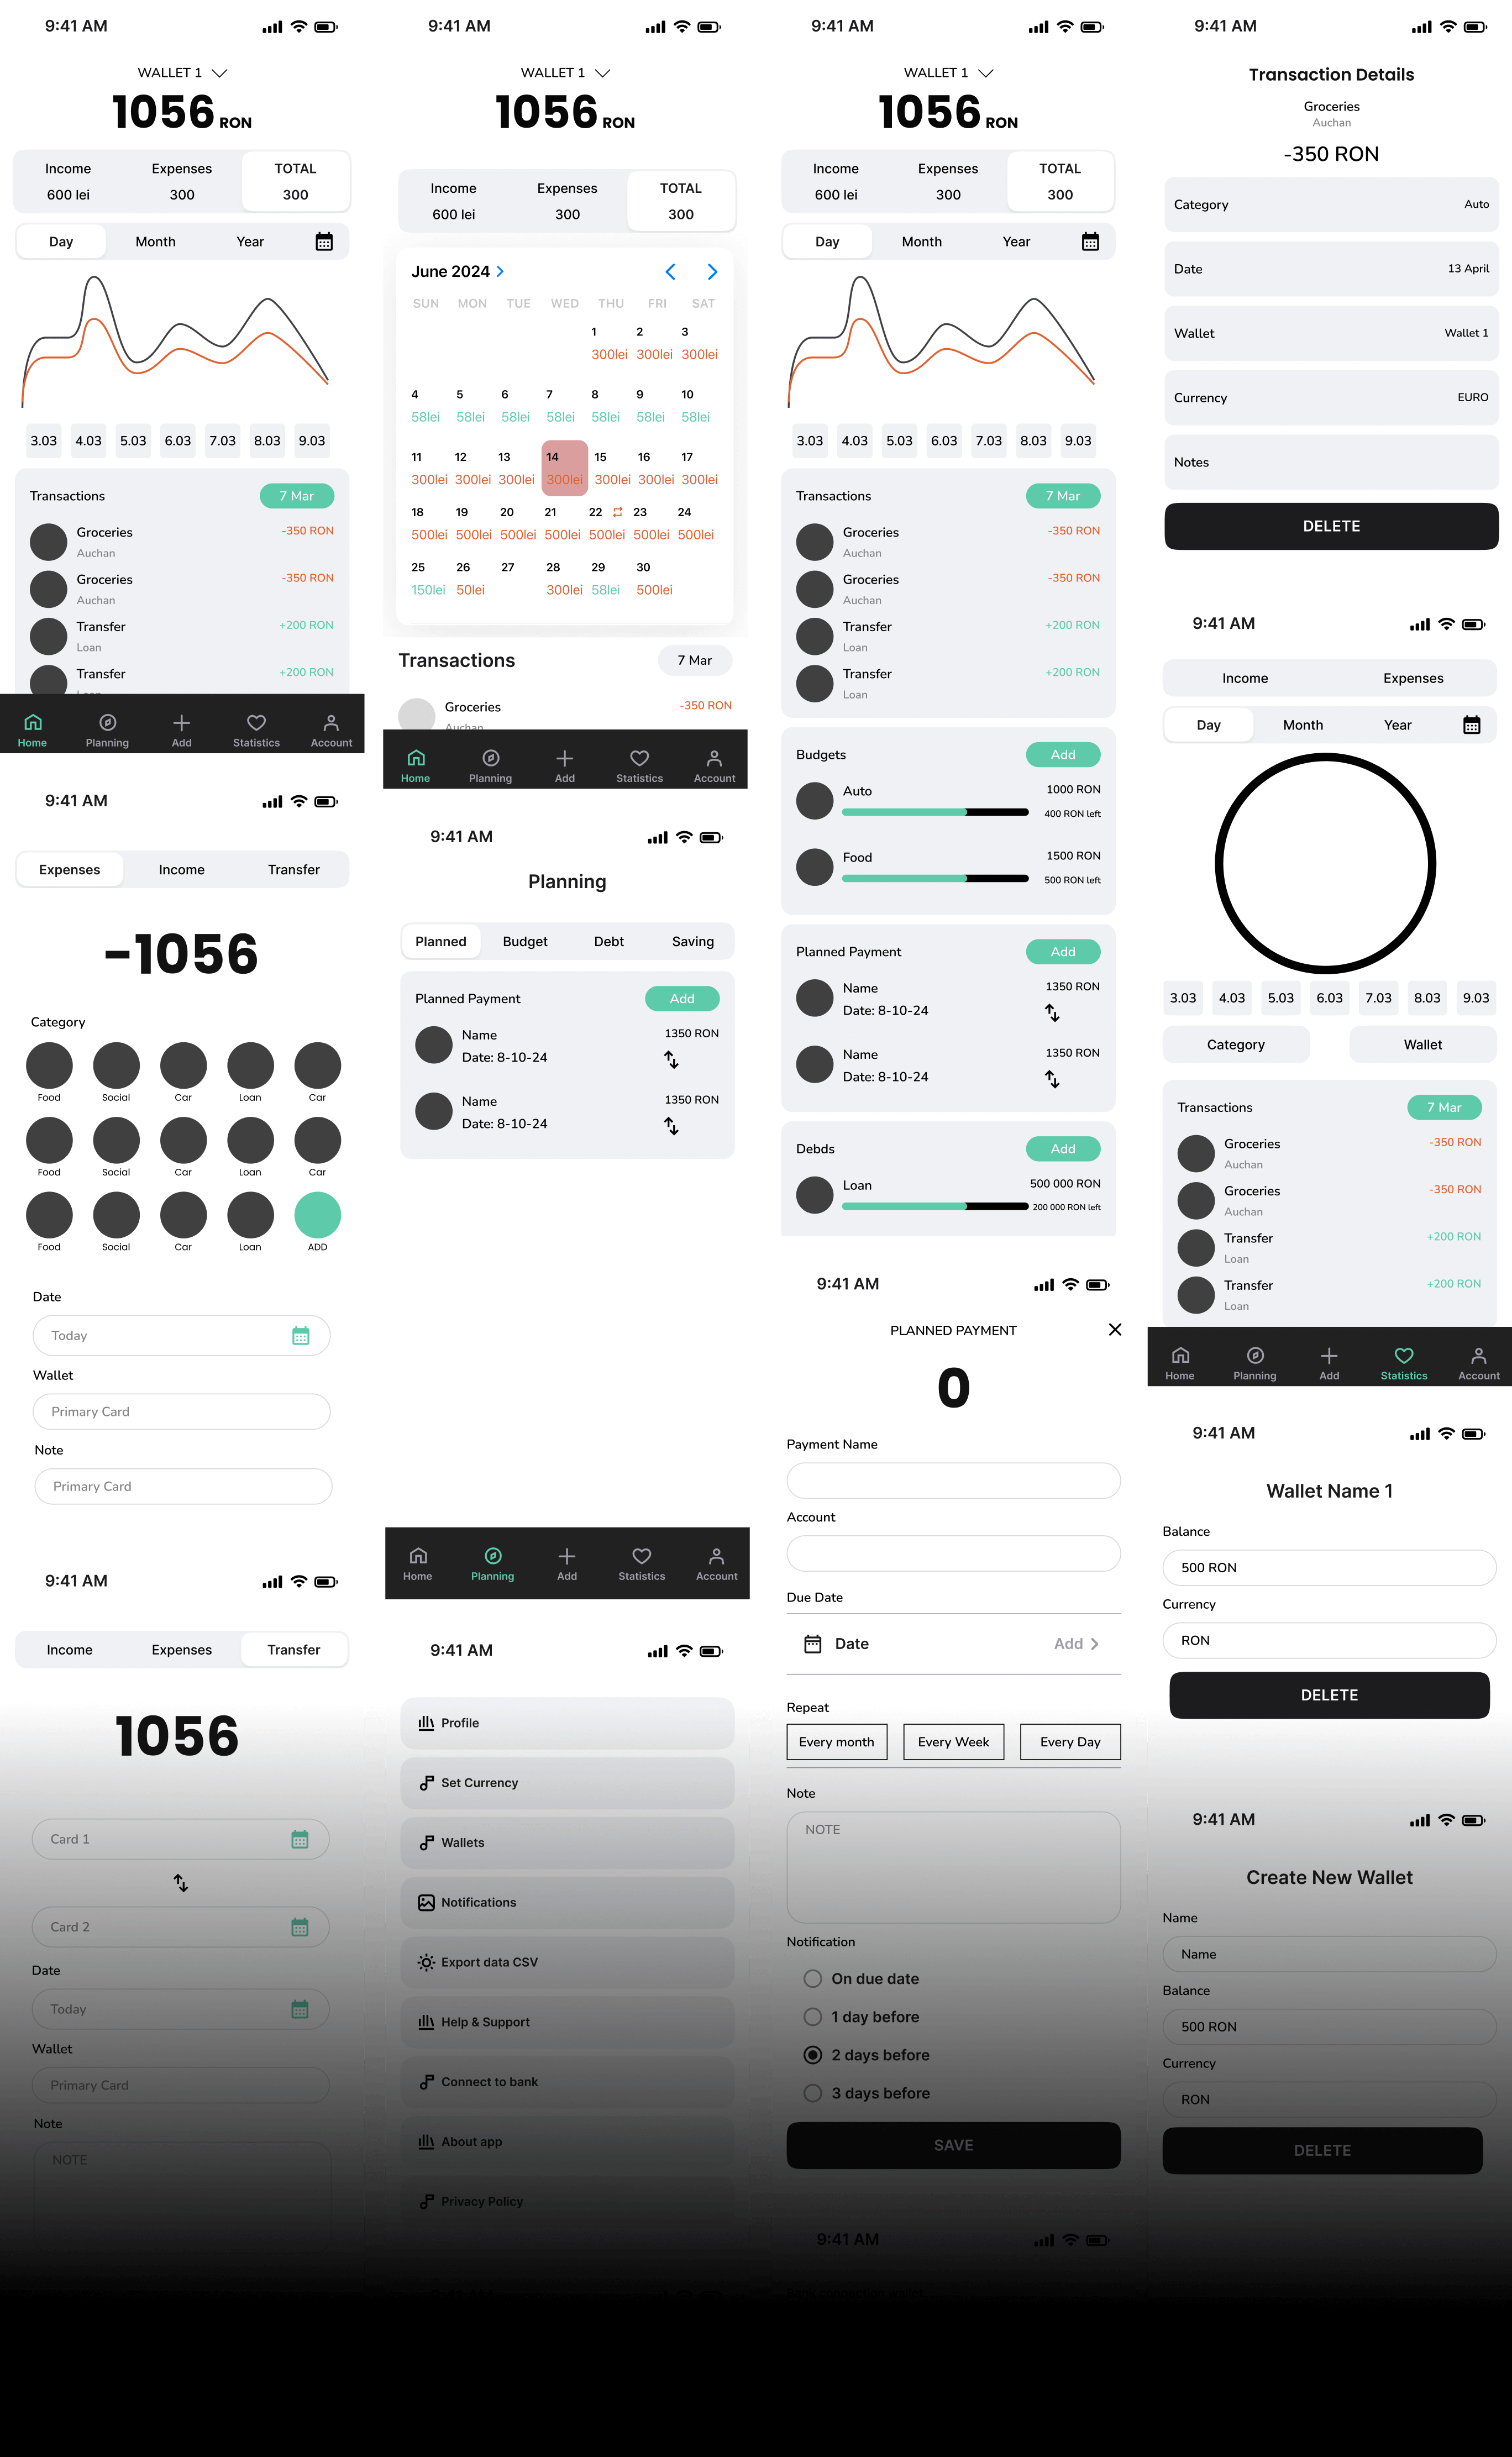 9:41 AM
WALLET 1
1056 RON
Income Expenses TOTAL
600 lei 300 300
Day Month Year
3.03 4.03 5.03 6.03 7.03 8.03 9.03
Transactions 7 Mar
Groceries -350 RON
Auchan
Groceries -350 RON
Auchan
Transfer +200 RON
Loan
Transfer +200 RON
Home Planning Add Statistics Account
9:41 AM
Expenses Income Transfer
-1056
Category
Food Social Car Loan Car
Food Social Car Loan Car
Food Social Car Loan ADD
Date
Today
Wallet
Primary Card
Note
Primary Card
9:41 AM
Income Expenses Transfer
1056
Card 1
Card 2
Date
Today
Wallet
Primary Card
Note
NOTE
9:41 AM
WALLET 1
1056 RON
Income Expenses TOTAL
600 lei 300 300
June 2024
SUN MON TUE WED THU FRI SAT
1 2 3
300lei 300lei 300lei
4 5 6 7 8 9 10
58lei 58lei 58lei 58lei 58lei 58lei 58lei
11 12 13 14 15 16 17
300lei 300lei 300lei 300lei 300lei 300lei 300lei
18 19 20 21 22 23 24
500lei 500lei 500lei 500lei 500lei 500lei 500lei
25 26 27 28 29 30
150lei 50lei 300lei 58lei 500lei
Transactions 7 Mar
Groceries -350 RON
Auchan
Home Planning Add Statistics Account
9:41 AM
Planning
Planned Budget Debt Saving
Planned Payment Add
Name 1350 RON
Date: 8-10-24
Name 1350 RON
Date: 8-10-24
Home Planning Add Statistics Account
9:41 AM
Profile
Set Currency
Wallets
Notifications
Export data CSV
Help & Support
Connect to bank
About app
Privacy Policy
9:41 AM
WALLET 1
1056 RON
Income Expenses TOTAL
600 lei 300 300
Day Month Year
3.03 4.03 5.03 6.03 7.03 8.03 9.03
Transactions 7 Mar
Groceries -350 RON
Auchan
Groceries -350 RON
Auchan
Transfer +200 RON
Loan
Transfer +200 RON
Loan
Budgets Add
Auto 1000 RON
400 RON left
Food 1500 RON
500 RON left
Planned Payment Add
Name 1350 RON
Date: 8-10-24
Name 1350 RON
Date: 8-10-24
Debds Add
Loan 500 000 RON
200 000 RON left
9:41 AM
PLANNED PAYMENT
0
Payment Name
Account
Due Date
Date Add
Repeat
Every month Every Week Every Day
Note
NOTE
Notification
On due date
1 day before
2 days before
3 days before
SAVE
9:41 AM
9:41 AM
Transaction Details
Groceries
Auchan
-350 RON
Category Auto
Date 13 April
Wallet Wallet 1
Currency EURO
Notes
DELETE
9:41 AM
Income Expenses
Day Month Year
3.03 4.03 5.03 6.03 7.03 8.03 9.03
Category Wallet
Transactions 7 Mar
Groceries -350 RON
Auchan
Groceries -350 RON
Auchan
Transfer +200 RON
Loan
Transfer +200 RON
Loan
Home Planning Add Statistics Account
9:41 AM
Wallet Name 1
Balance
500 RON
Currency
RON
DELETE
9:41 AM
Create New Wallet
Name
Name
Balance
500 RON
Currency
RON
DELETE